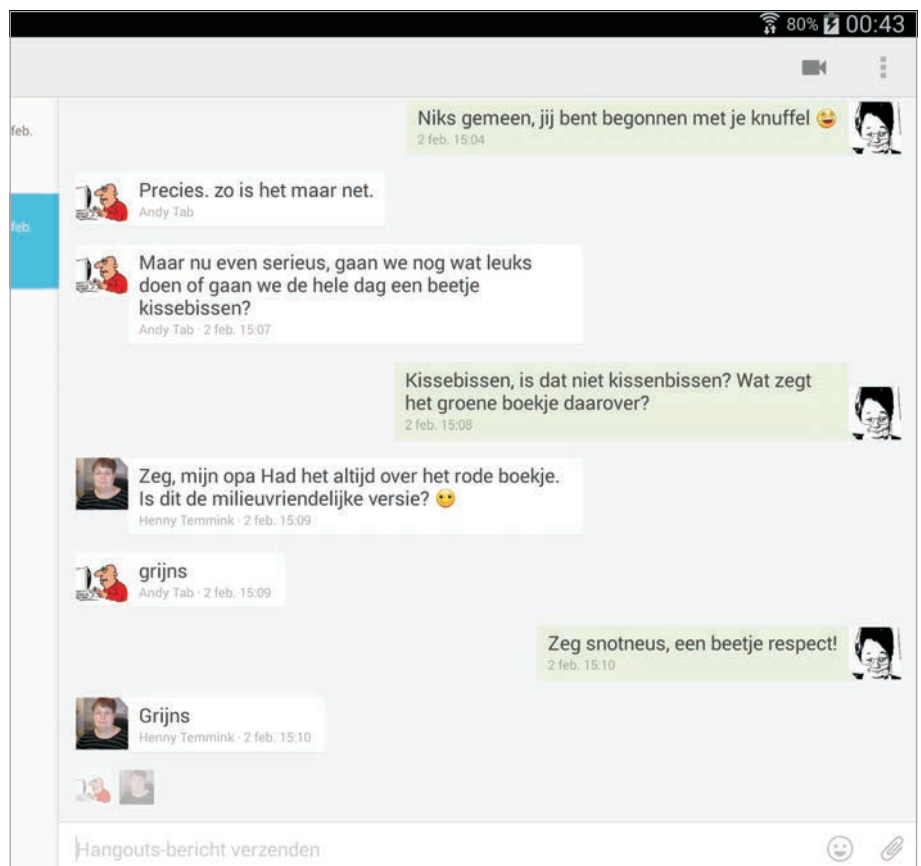 80% 00:43
feb.
Niks gemeen, jij bent begonnen met je knuffel 😆
2 feb. 15:04
Precies. zo is het maar net.
Andy Tab
feb.
Maar nu even serieus, gaan we nog wat leuks
doen of gaan we de hele dag een beetje
kissebissen?
Andy Tab · 2 feb. 15:07
Kissebissen, is dat niet kissenbissen? Wat zegt
het groene boekje daarover?
2 feb. 15:08
Zeg, mijn opa Had het altijd over het rode boekje.
Is dit de milieuvriendelijke versie? 😶
Henny Temmink · 2 feb. 15:09
grijns
Andy Tab · 2 feb. 15:09
Zeg snotneus, een beetje respect!
2 feb. 15:10
Grijns
Henny Temmink · 2 feb. 15:10
Hangouts-bericht verzenden